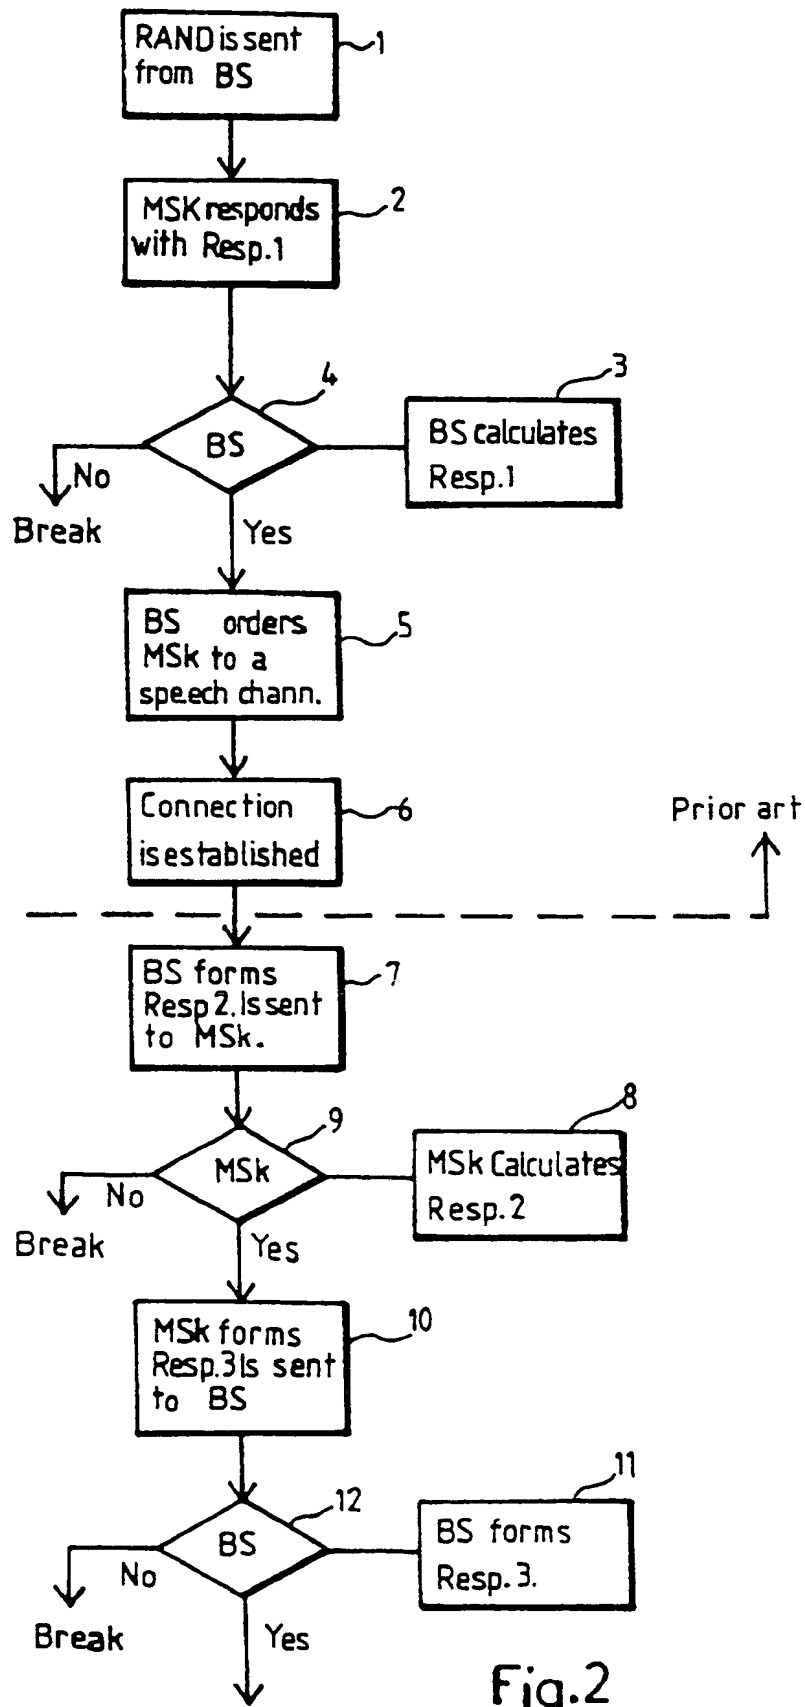 RAND is sent
from BS
1
MSK responds
with Resp.1
2
4
3
BS
BS calculates
Resp.1
No
Break
Yes
BS orders
MSk to a
speech chann.
5
Connection
is established
6
Prior art
BS forms
Resp2. Is sent
to MSk.
7
9
8
MSk
MSk Calculates
Resp.2
No
Break
Yes
MSk forms
Resp.3 Is sent
to BS
10
12
11
BS
BS forms
Resp.3.
No
Break
Yes
Fig.2